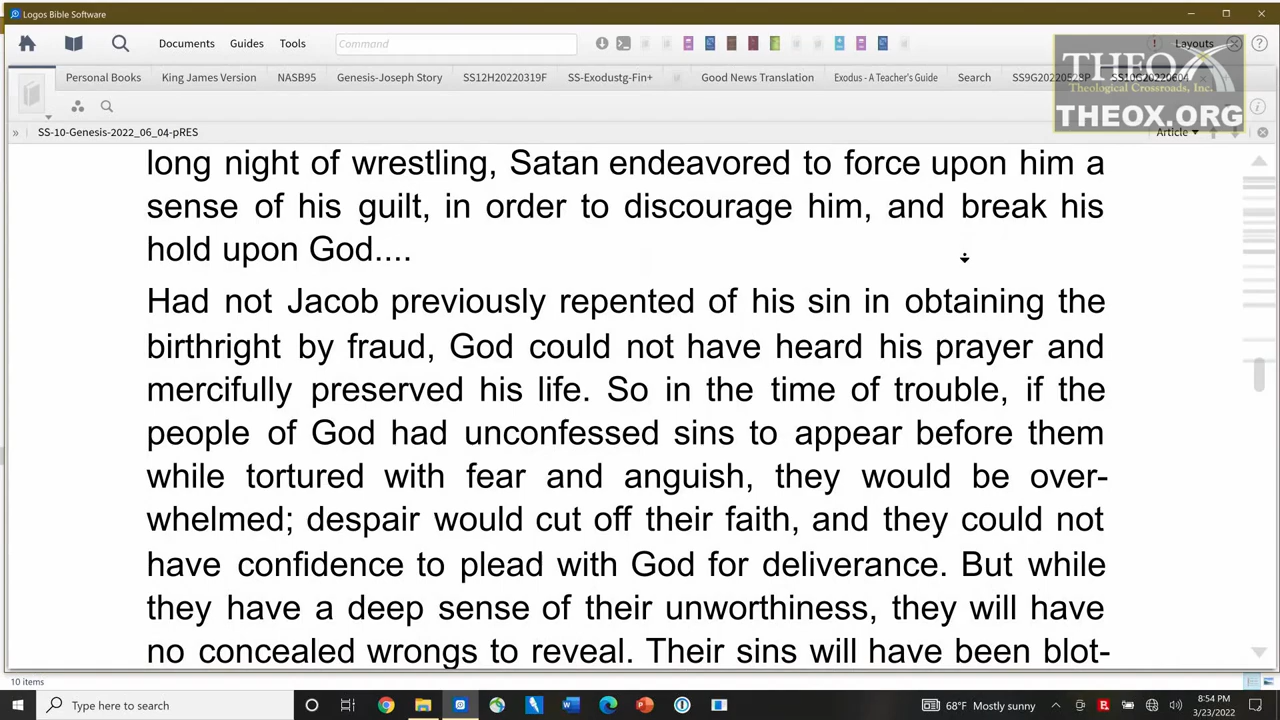 Logos Bible Software
Documents Guides Tools Command Layouts
Personal Books King James Version NASB95 Genesis-Joseph Story SS12H20220319F SS-Exodustg-Fin+ Good News Translation Exodus - A Teacher's Guide Search SS9G20220528P SS10G20220604
THEOX
Theological Crossroads, Inc.
THEOX.ORG
SS-10-Genesis-2022_06_04-pRES Article
long night of wrestling, Satan endeavored to force upon him a
sense of his guilt, in order to discourage him, and break his
hold upon God....
Had not Jacob previously repented of his sin in obtaining the
birthright by fraud, God could not have heard his prayer and
mercifully preserved his life. So in the time of trouble, if the
people of God had unconfessed sins to appear before them
while tortured with fear and anguish, they would be over-
whelmed; despair would cut off their faith, and they could not
have confidence to plead with God for deliverance. But while
they have a deep sense of their unworthiness, they will have
no concealed wrongs to reveal. Their sins will have been blot-
10 items
Type here to search 68°F Mostly sunny 8:54 PM
3/23/2022